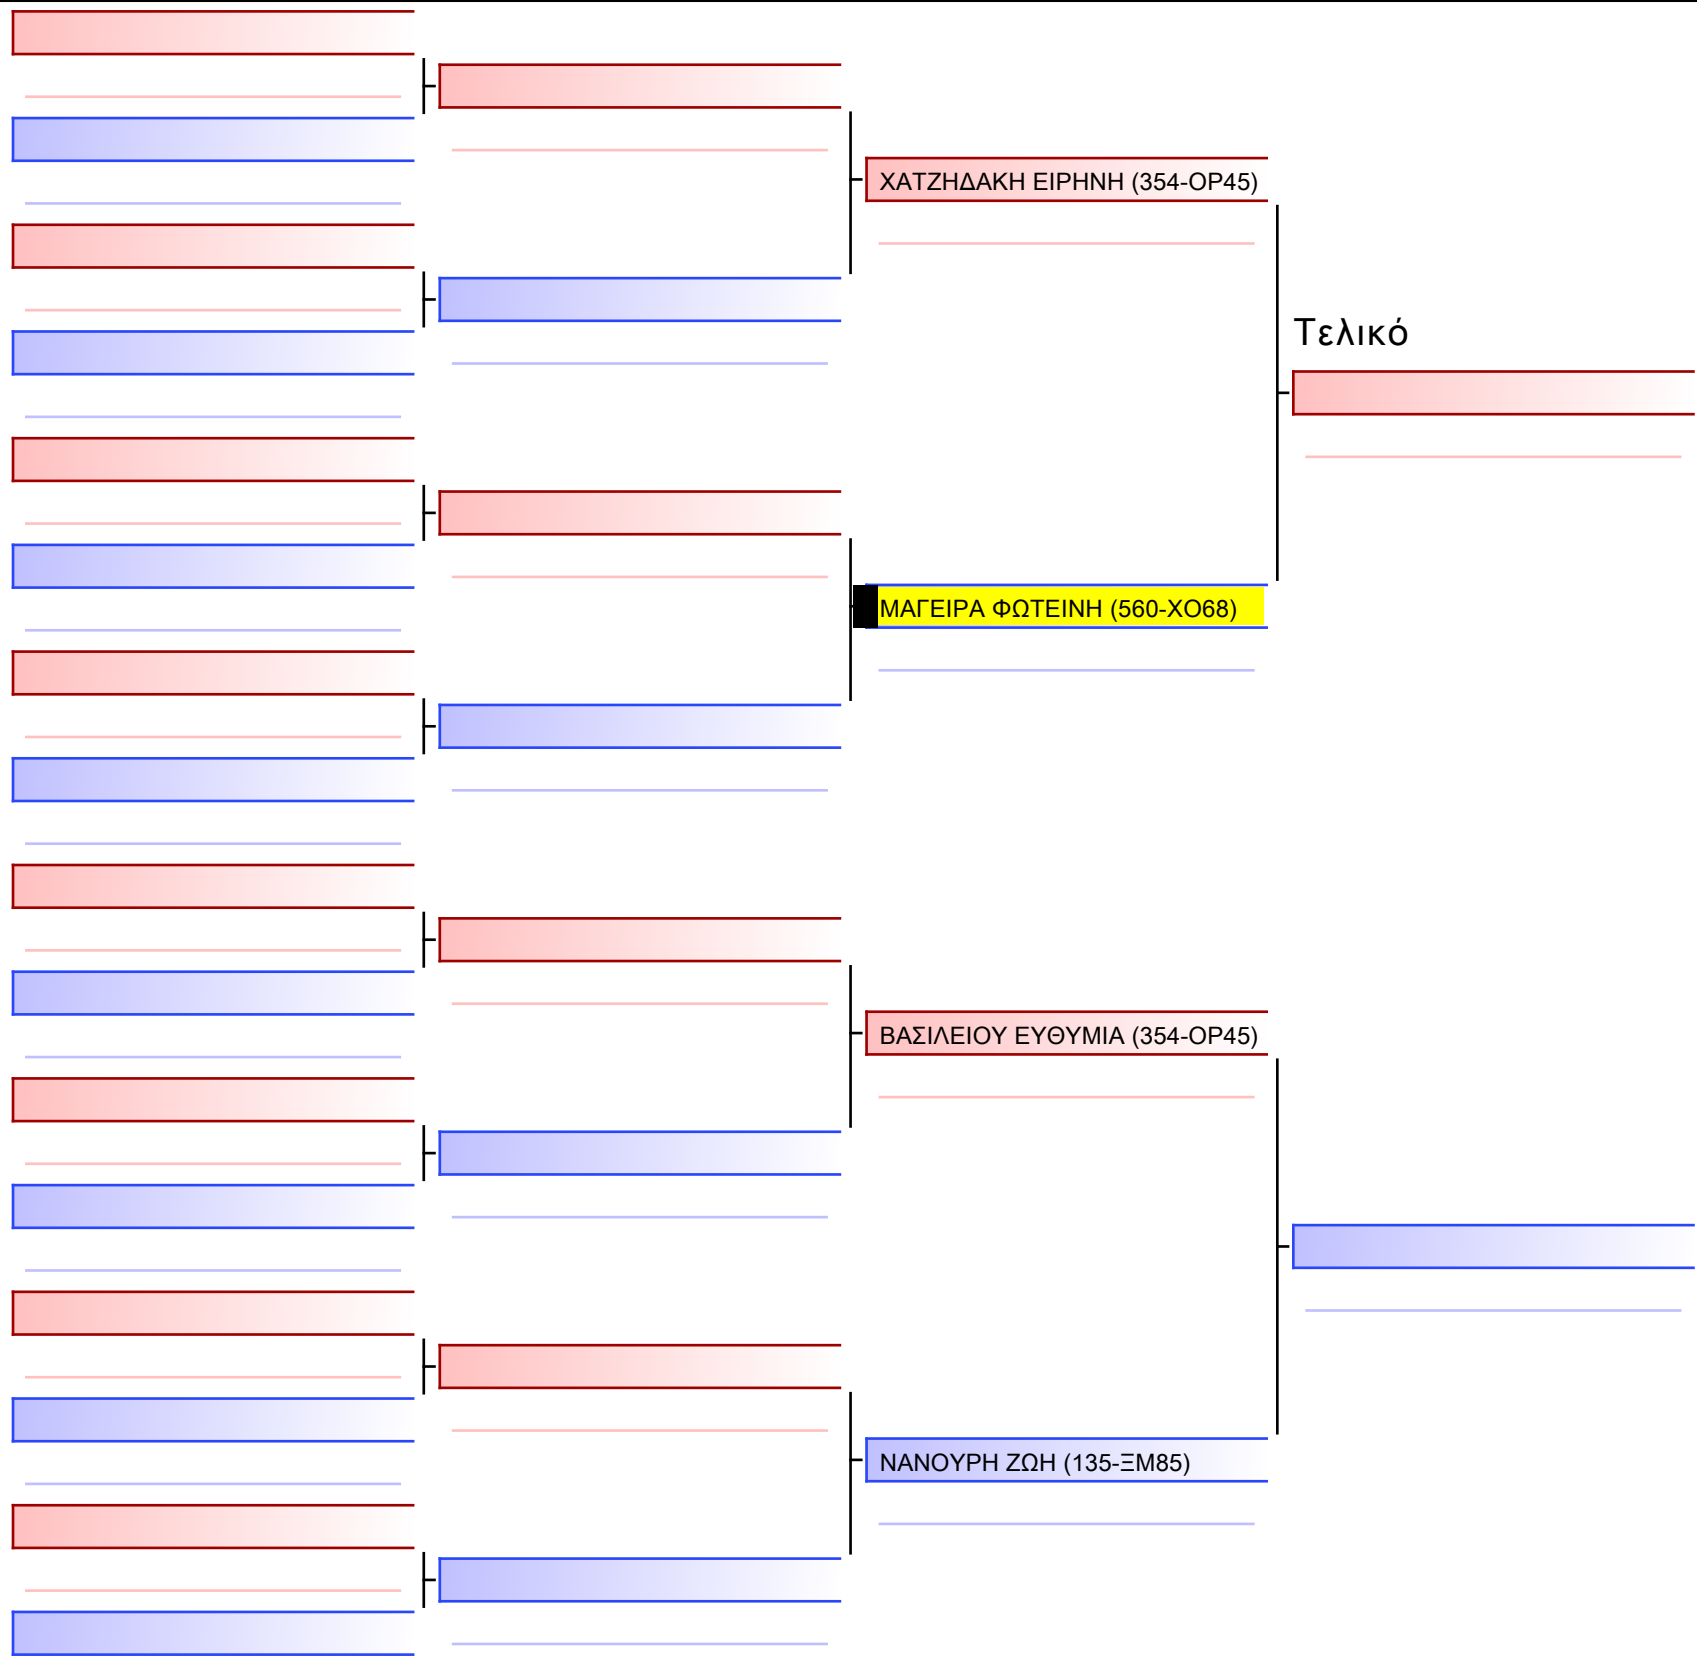 ΧΑΤΖΗΔΑΚΗ ΕΙΡΗΝΗ (354-ΟΡ45)
Τελικό
ΜΑΓΕΙΡΑ ΦΩΤΕΙΝΗ (560-ΧΟ68)
ΒΑΣΙΛΕΙΟΥ ΕΥΘΥΜΙΑ (354-ΟΡ45)
ΝΑΝΟΥΡΗ ΖΩΗ (135-ΞΜ85)